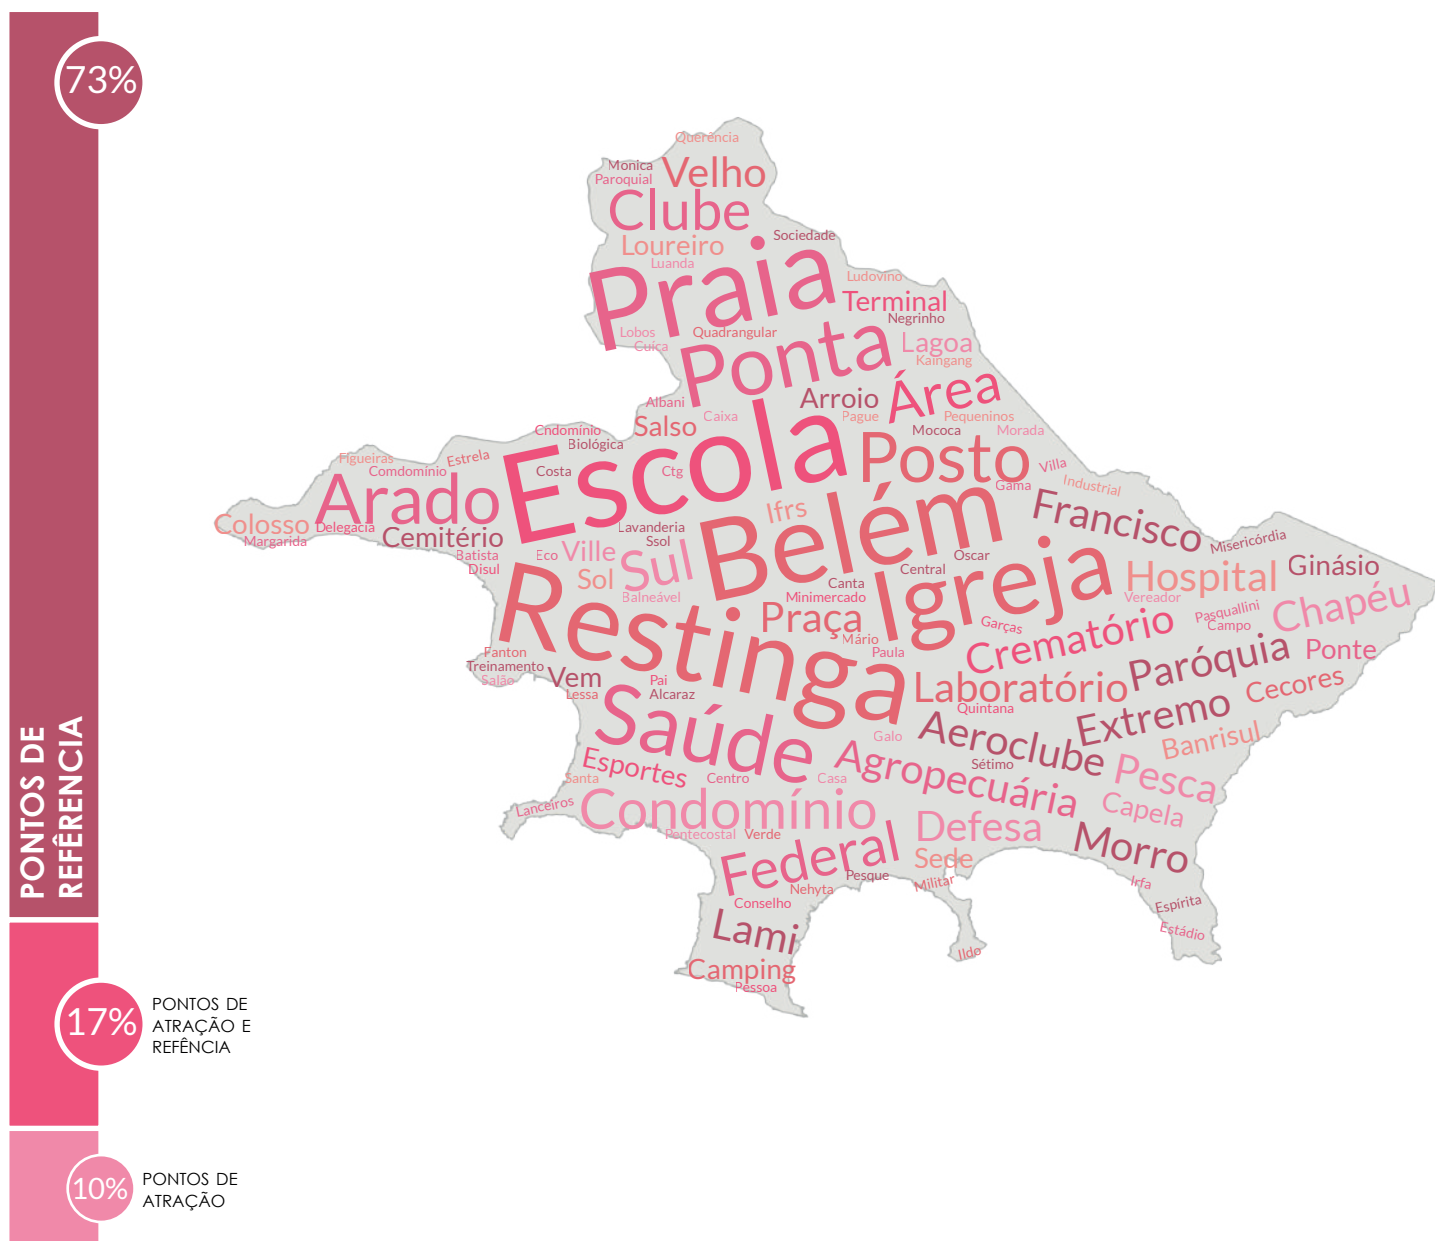 73%
PONTOS DE
REFÊRENCIA
17%
PONTOS DE
ATRAÇÃO E
REFÊNCIA
10%
PONTOS DE
ATRAÇÃO
Querência
Monica
Velho
Paroquial
Clube
Sociedade
Loureiro
Luanda
Praia
Ludovino
Terminal
Negrinho
Lobos
Quadrangular
Cuíca
Ponta
Lagoa
Kaingang
Área
Arroio
Albani
Caixa
Pague
Pequeninos
Salso
Cndomínio
Biológica
Mococa
Morada
Escola
Posto
Figueiras
Estrela
Comdomínio
Costa
Ctg
Villa
Gama
Industrial
Arado
Belém
Ifrs
Francisco
Colosso
Delegacia
Margarida
Cemitério
Lavanderia
Ssol
Misericórdia
Batista
Disul
Eco
Ville
Sul
Oscar
Central
Ginásio
Sol
Balneável
Canta
Minimercado
Igreja
Hospital
Vereador
Chapéu
Restinga
Praça
Mário
Garças
Pasquallini
Campo
Crematório
Paula
Fanton
Treinamento
Salão
Vem
Lessa
Pai
Alcaraz
Laboratório
Paróquia
Ponte
Cecores
Quintana
Saúde
Galo
Aeroclube
Extremo
Banrisul
Sétimo
Esportes
Santa
Centro
Casa
Agropecuária
Pesca
Lanceiros
Condomínio
Capela
Pentecostal
Verde
Defesa
Morro
Federal
Sede
Pesque
Nehyta
Militar
Irfa
Conselho
Espírita
Lami
Estádio
Ildo
Camping
Pessoa